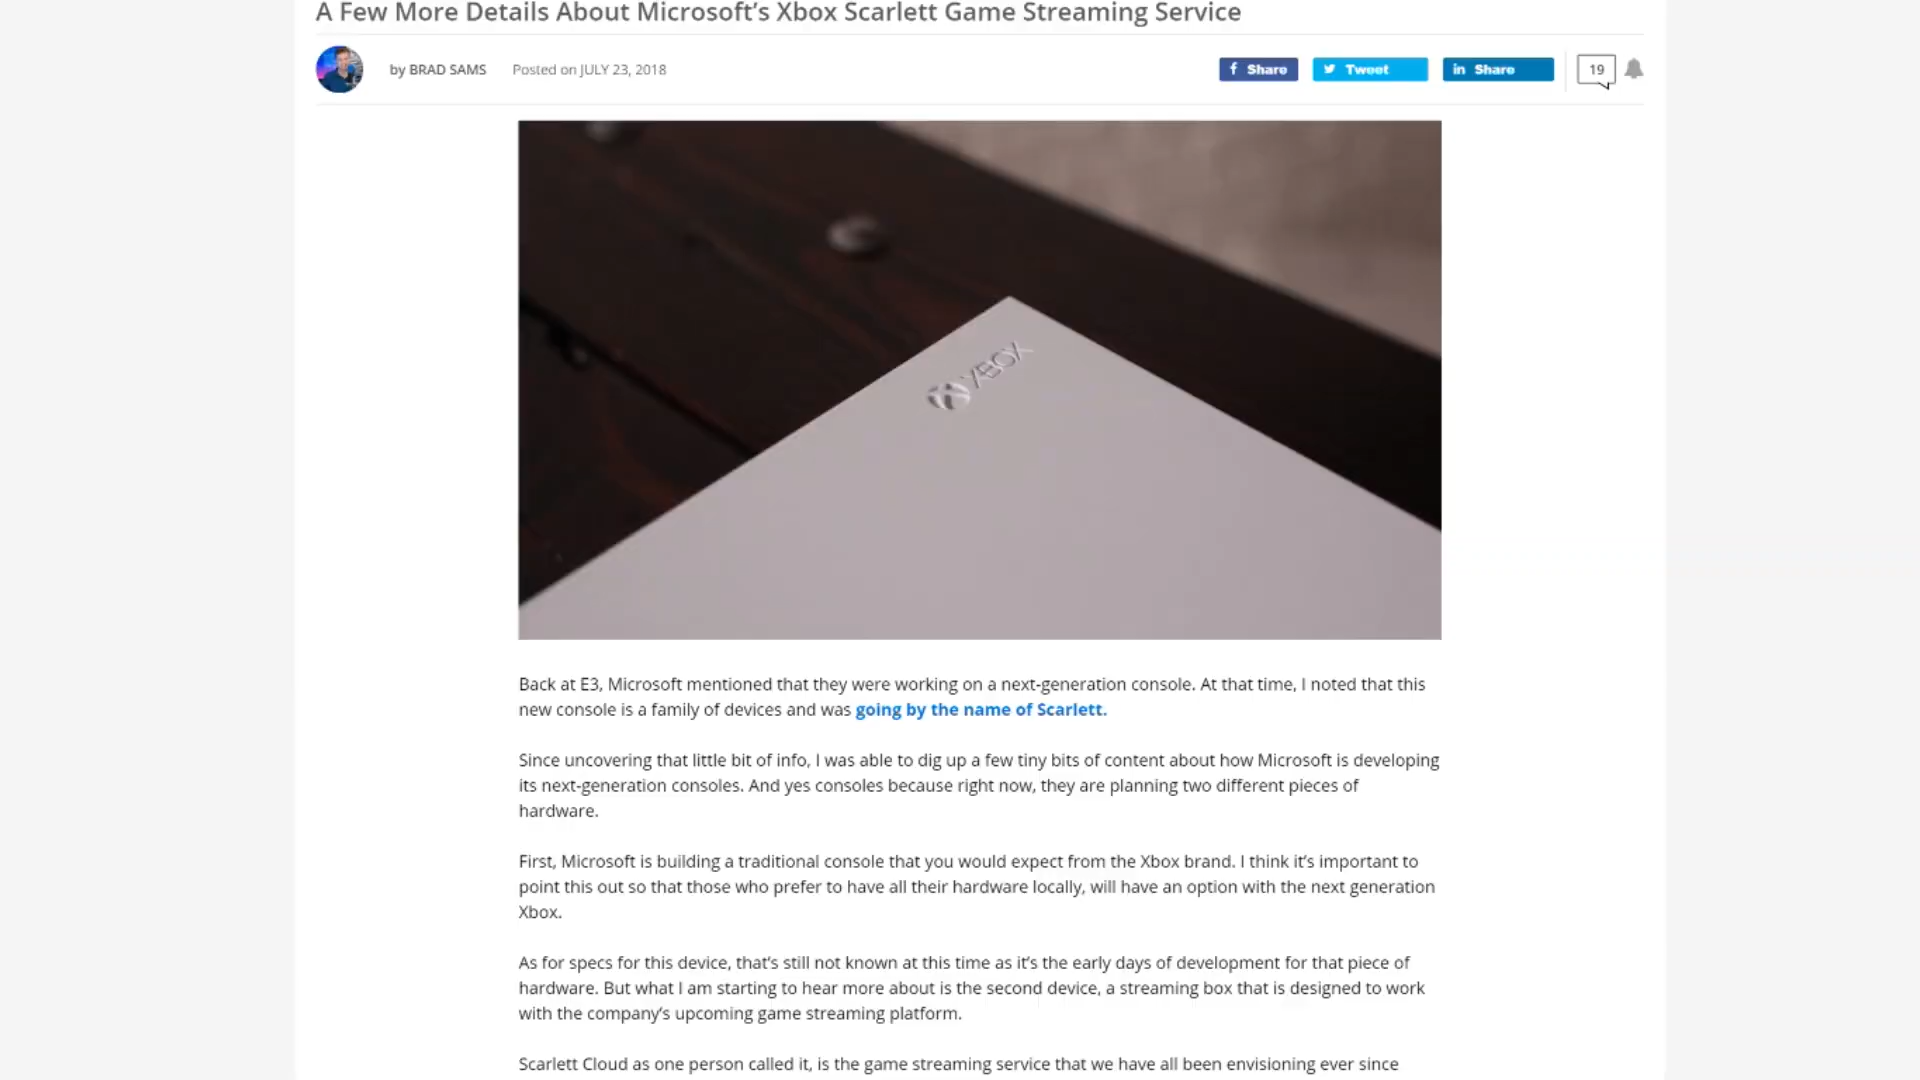 A Few More Details About Microsoft’s Xbox Scarlett Game Streaming Service
by BRAD SAMS Posted on JULY 23, 2018
Share Tweet in Share 19
XBOX
Back at E3, Microsoft mentioned that they were working on a next-generation console. At that time, I noted that this
new console is a family of devices and was going by the name of Scarlett.
Since uncovering that little bit of info, I was able to dig up a few tiny bits of content about how Microsoft is developing
its next-generation consoles. And yes consoles because right now, they are planning two different pieces of
hardware.
First, Microsoft is building a traditional console that you would expect from the Xbox brand. I think it’s important to
point this out so that those who prefer to have all their hardware locally, will have an option with the next generation
Xbox.
As for specs for this device, that’s still not known at this time as it’s the early days of development for that piece of
hardware. But what I am starting to hear more about is the second device, a streaming box that is designed to work
with the company’s upcoming game streaming platform.
Scarlett Cloud as one person called it, is the game streaming service that we have all been envisioning ever since